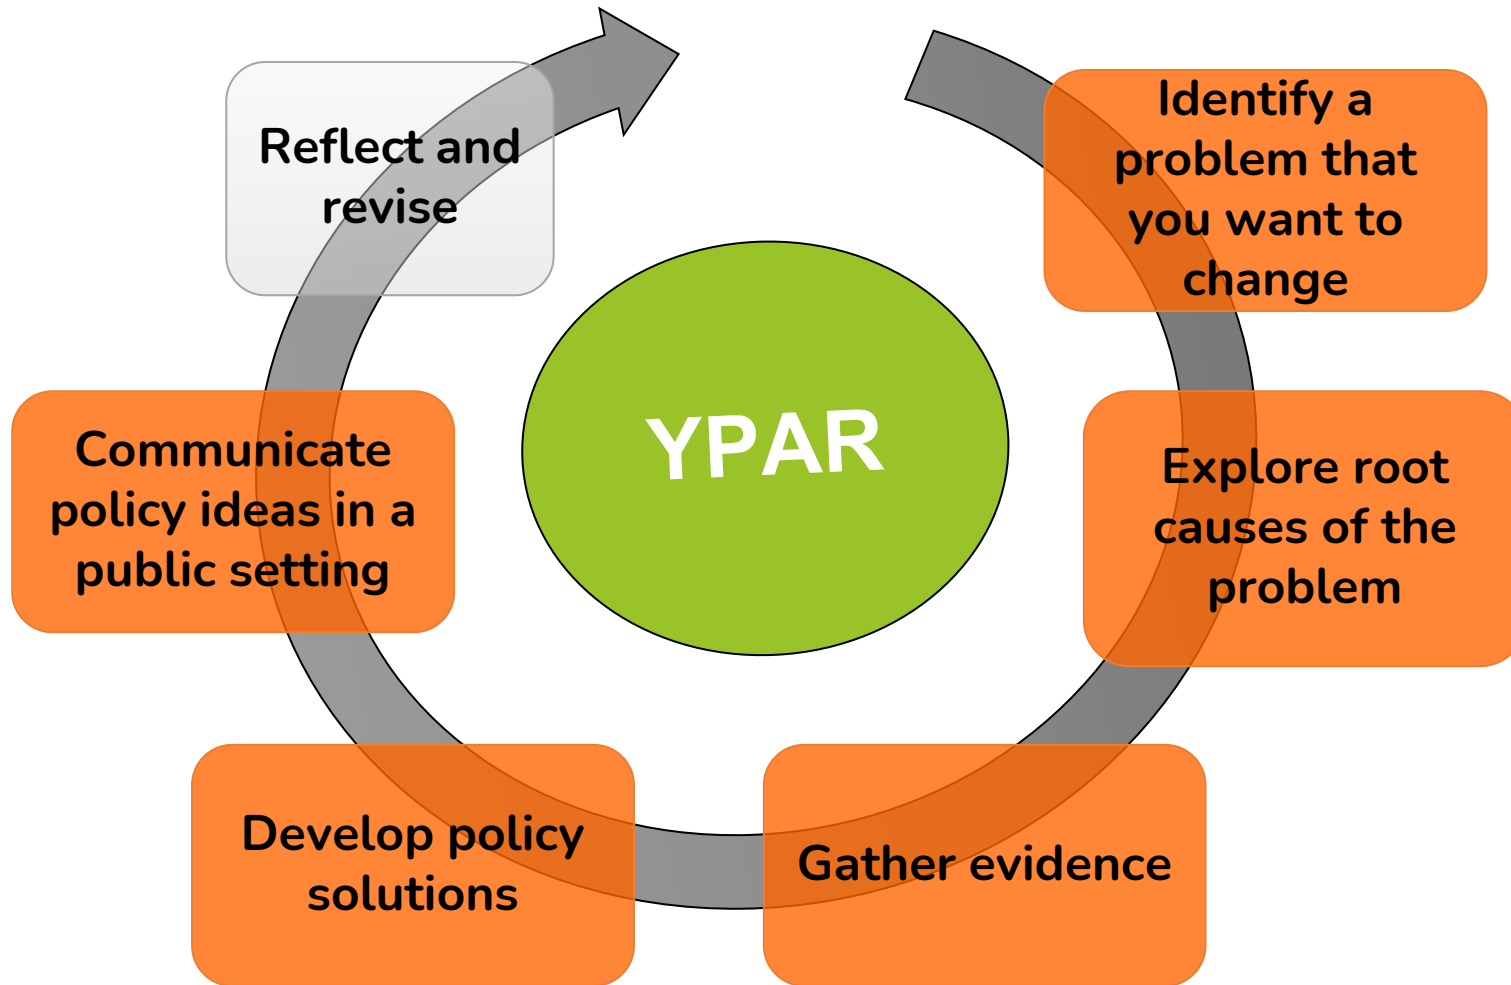 Identify a
problem that
you want to
change
Explore root
causes of the
problem
Gather evidence
Develop policy
solutions
Communicate
policy ideas in a
public setting
Reflect and
revise
YPAR